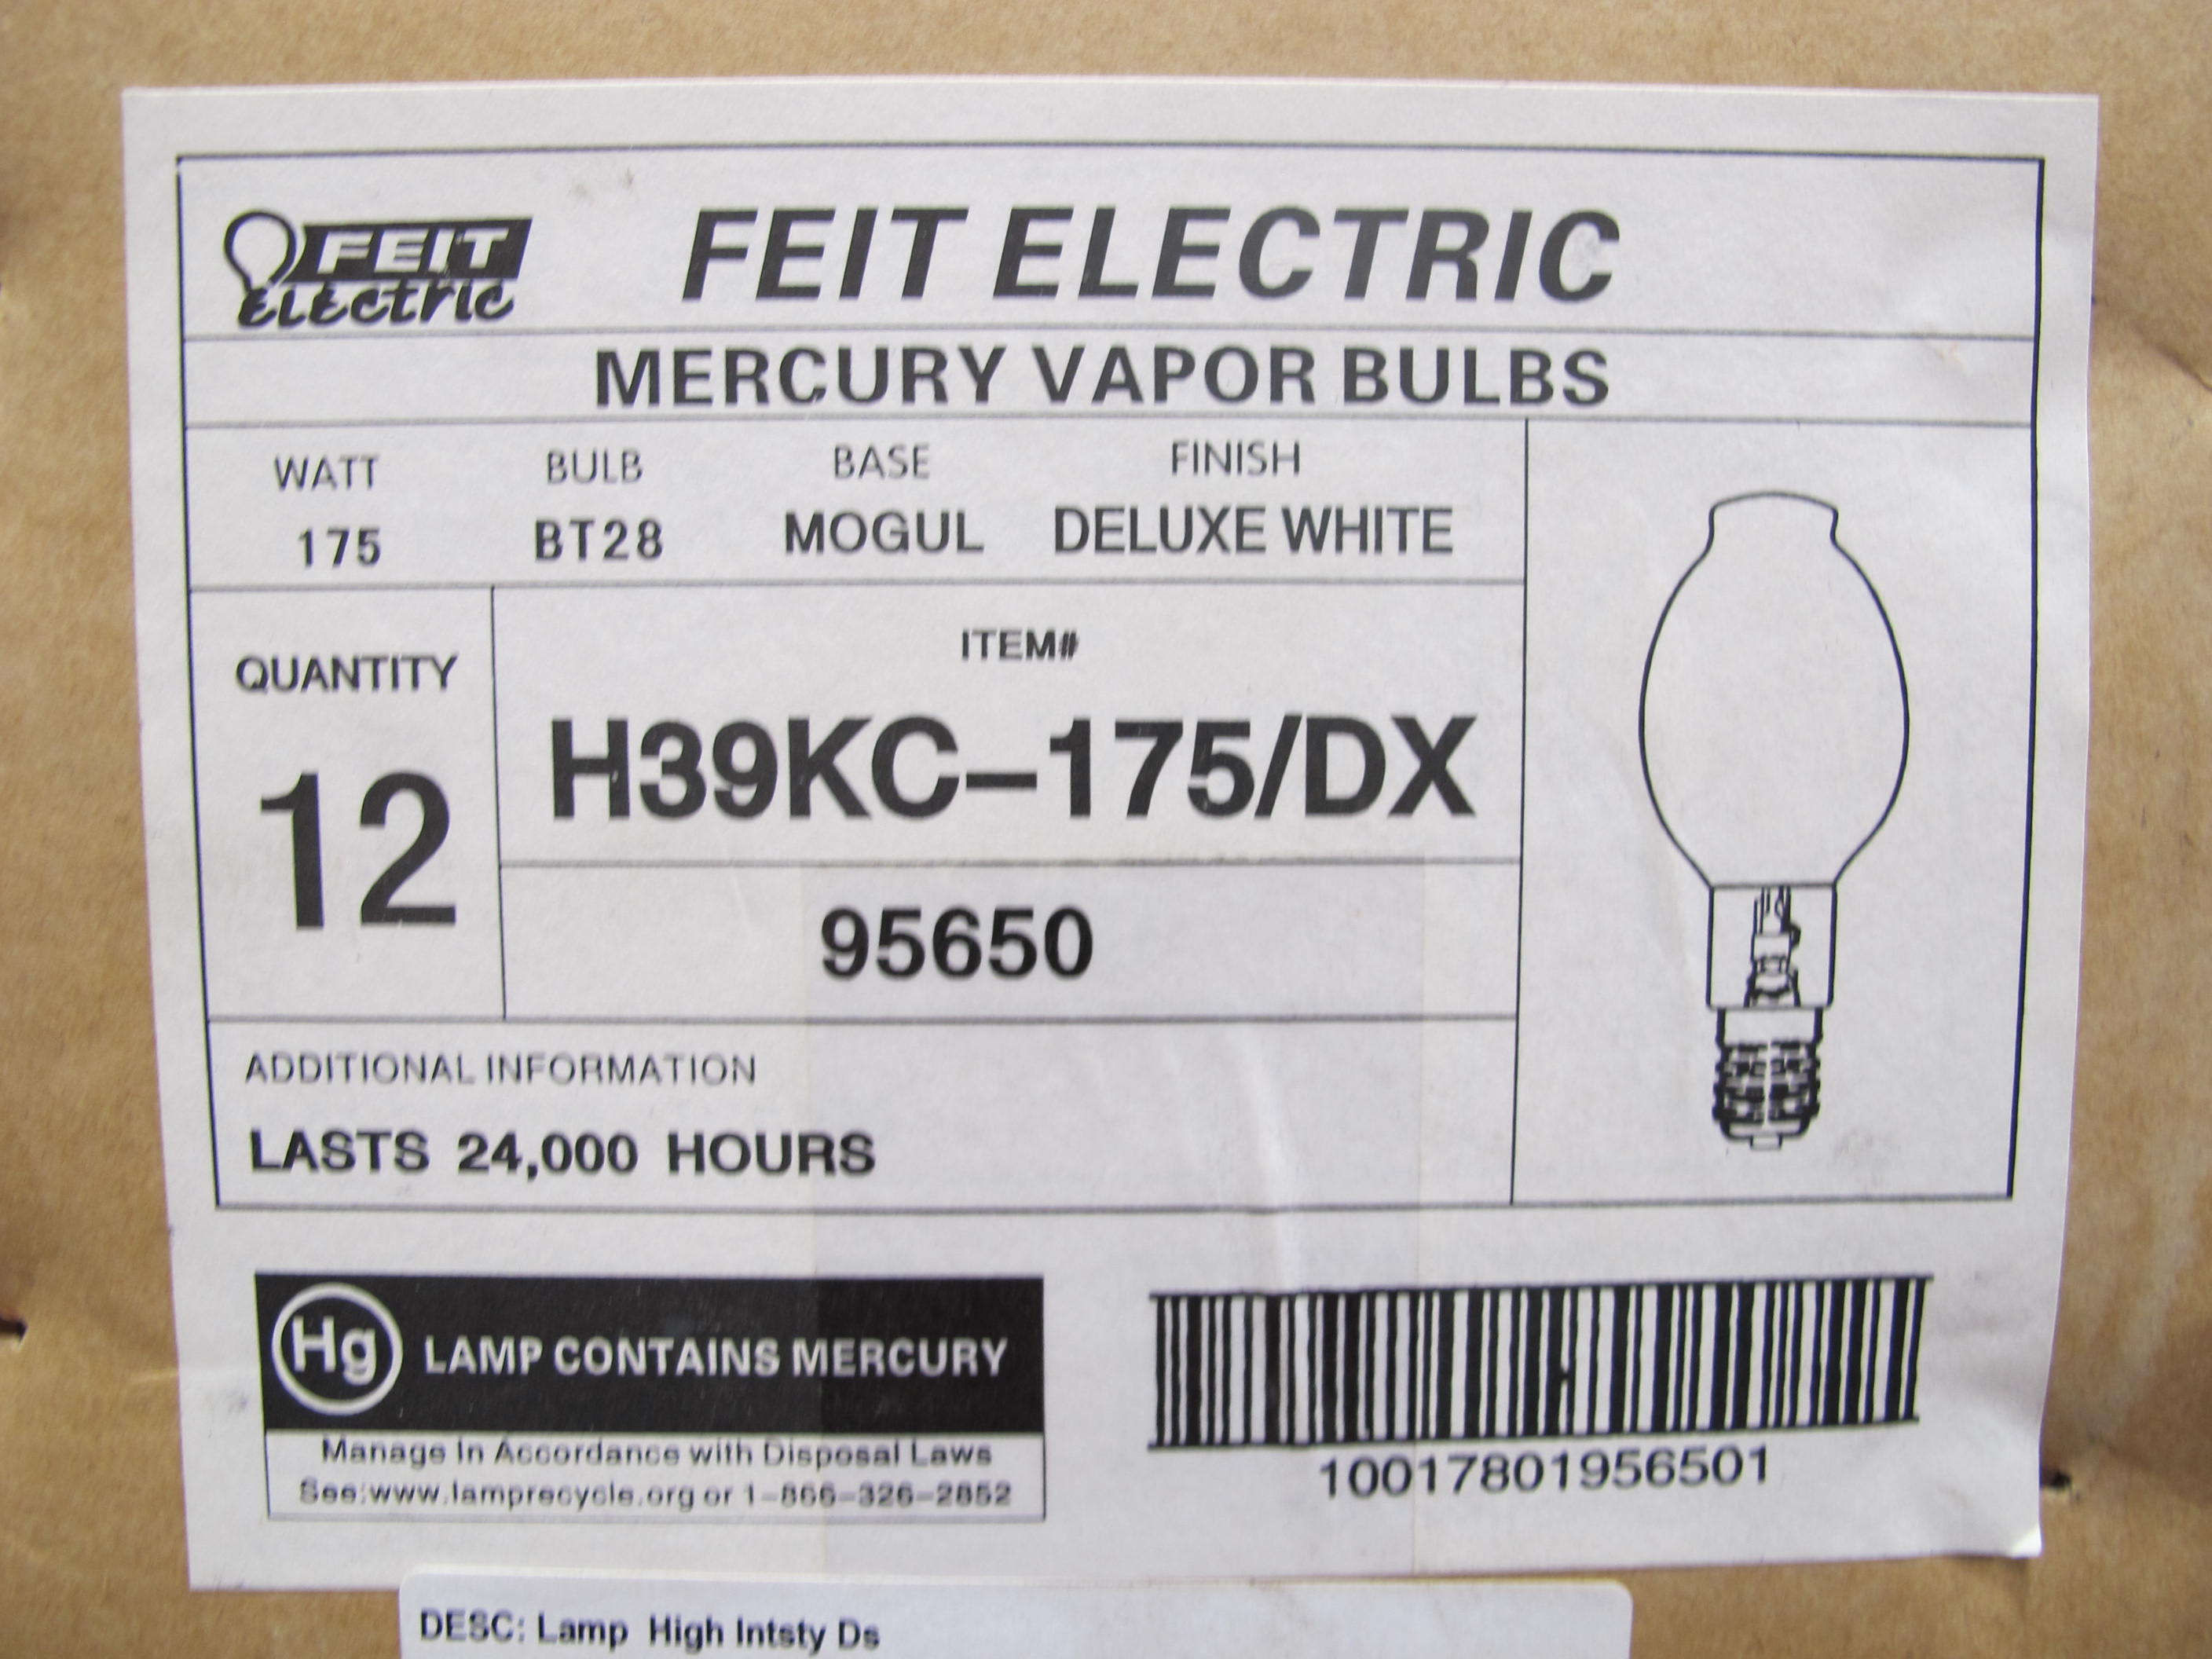 FEIT
ELECTRIC
FEIT ELECTRIC
MERCURY VAPOR BULBS
WATT BULB BASE FINISH
175 BT28 MOGUL DELUXE WHITE
QUANTITY
12
ITEM#
H39KC-175/DX
95650
ADDITIONAL INFORMATION
LASTS 24,000 HOURS
Hg LAMP CONTAINS MERCURY
Manage In Accordance with Disposal Laws
See:www.lamprecycle.org or 1-866-326-2852
10017801956501
DESC: Lamp High Intsty Ds